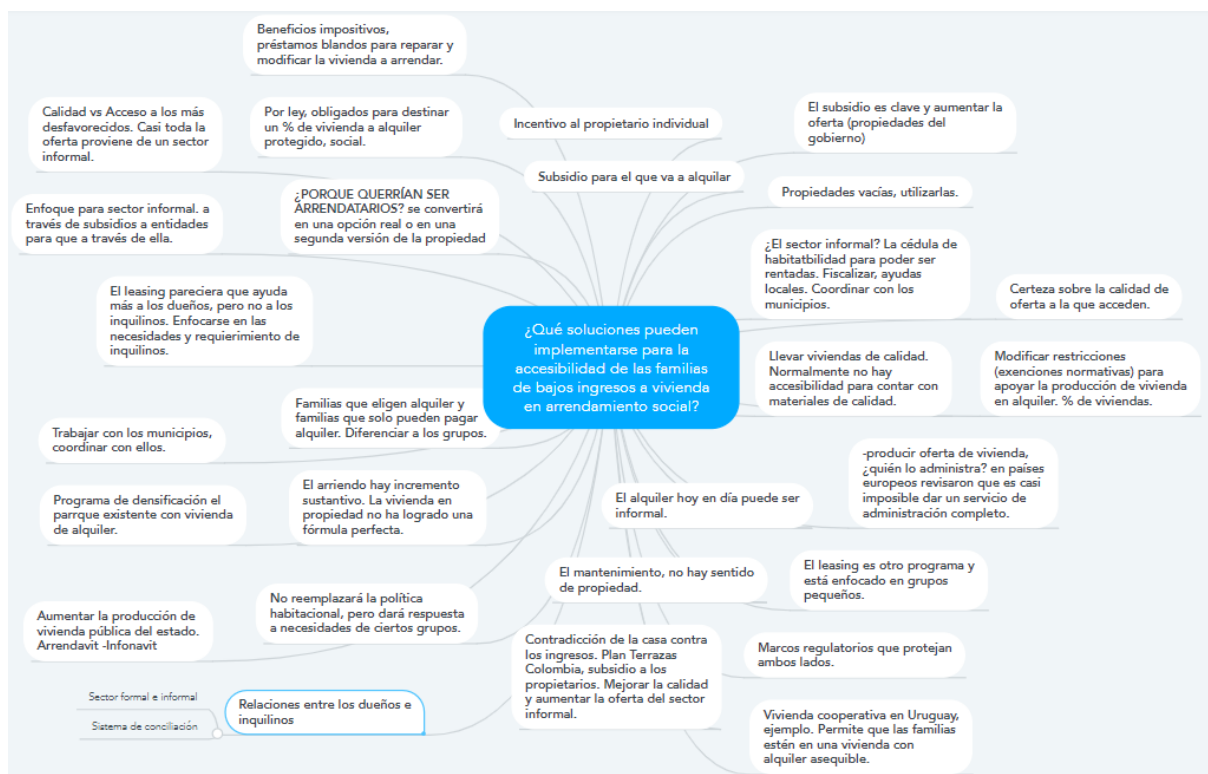 Beneficios impositivos,
préstamos blandos para reparar y
modificar la vivienda a arrendar.
Calidad vs Acceso a los más
desfavorecidos. Casi toda la
oferta proviene de un sector
informal.
Por ley, obligados para destinar
un % de vivienda a alquiler
protegido, social.
Incentivo al propietario individual
El subsidio es clave y aumentar la
oferta (propiedades del
gobierno)
Subsidio para el que va a alquilar
Propiedades vacías, utilizarlas.
Enfoque para sector informal. a
través de subsidios a entidades
para que a través de ella.
¿PORQUE QUERRÍAN SER
ARRENDATARIOS? se convertirá
en una opción real o en una
segunda versión de la propiedad
¿El sector informal? La cédula de
habitatbilidad para poder ser
rentadas. Fiscalizar, ayudas
locales. Coordinar con los
municipios.
Certeza sobre la calidad de
oferta a la que acceden.
El leasing pareciera que ayuda
más a los dueños, pero no a los
inquilinos. Enfocarse en las
necesidades y requierimiento de
inquilinos.
¿Qué soluciones pueden
implementarse para la
accesibilidad de las familias
de bajos ingresos a vivienda
en arrendamiento social?
Llevar viviendas de calidad.
Normalmente no hay
accesibilidad para contar con
materiales de calidad.
Modificar restricciones
(exenciones normativas) para
apoyar la producción de vivienda
en alquiler. % de viviendas.
Familias que eligen alquiler y
familias que solo pueden pagar
alquiler. Diferenciar a los grupos.
Trabajar con los municipios,
coordinar con ellos.
-producir oferta de vivienda,
¿quién lo administra? en países
europeos revisaron que es casi
imposible dar un servicio de
administración completo.
El arriendo hay incremento
sustantivo. La vivienda en
propiedad no ha logrado una
fórmula perfecta.
Programa de densificación el
parrque existente con vivienda
de alquiler.
El alquiler hoy en día puede ser
informal.
El mantenimiento, no hay sentido
de propiedad.
El leasing es otro programa y
está enfocado en grupos
pequeños.
No reemplazará la política
habitacional, pero dará respuesta
a necesidades de ciertos grupos.
Aumentar la producción de
vivienda pública del estado.
Arrendavit -Infonavit
Contradicción de la casa contra
los ingresos. Plan Terrazas
Colombia, subsidio a los
propietarios. Mejorar la calidad
y aumentar la oferta del sector
informal.
Marcos regulatorios que protejan
ambos lados.
Sector formal e informal
Sistema de conciliación
Relaciones entre los dueños e
inquilinos
Vivienda cooperativa en Uruguay,
ejemplo. Permite que las familias
estén en una vivienda con
alquiler asequible.